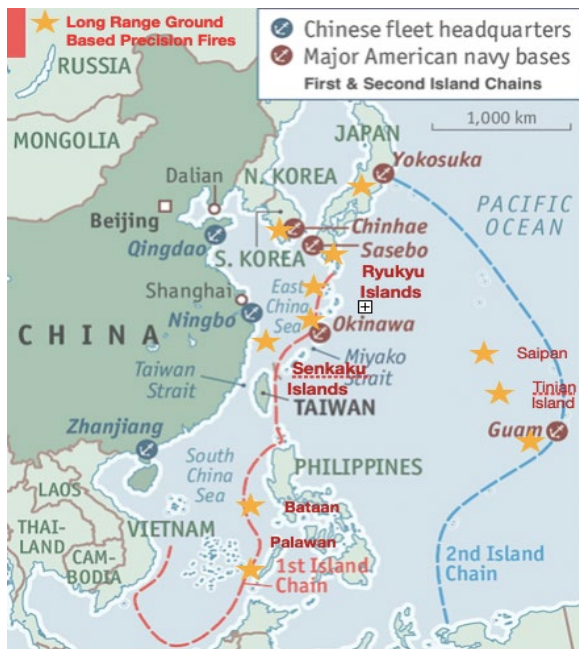 Long Range Ground
Based Precision Fires
Chinese fleet headquarters
Major American navy bases
First & Second Island Chains
1,000 km
RUSSIA
MONGOLIA
JAPAN
Yokosuka
Dalian
N. KOREA
PACIFIC
OCEAN
Beijing
Chinhae
Qingdao
Sasebo
S. KOREA
Ryukyu
Islands
Shanghai
East
China
Sea
CHINA
Ningbo
Okinawa
Saipan
Miyako
Strait
Taiwan
Strait
Senkaku
Islands
Tinian
Island
TAIWAN
Zhanjiang
Guam
South
China
Sea
PHILIPPINES
LAOS
Bataan
THAI-
LAND
VIETNAM
Palawan
CAM-
BODIA
1st Island
Chain
2nd Island
Chain